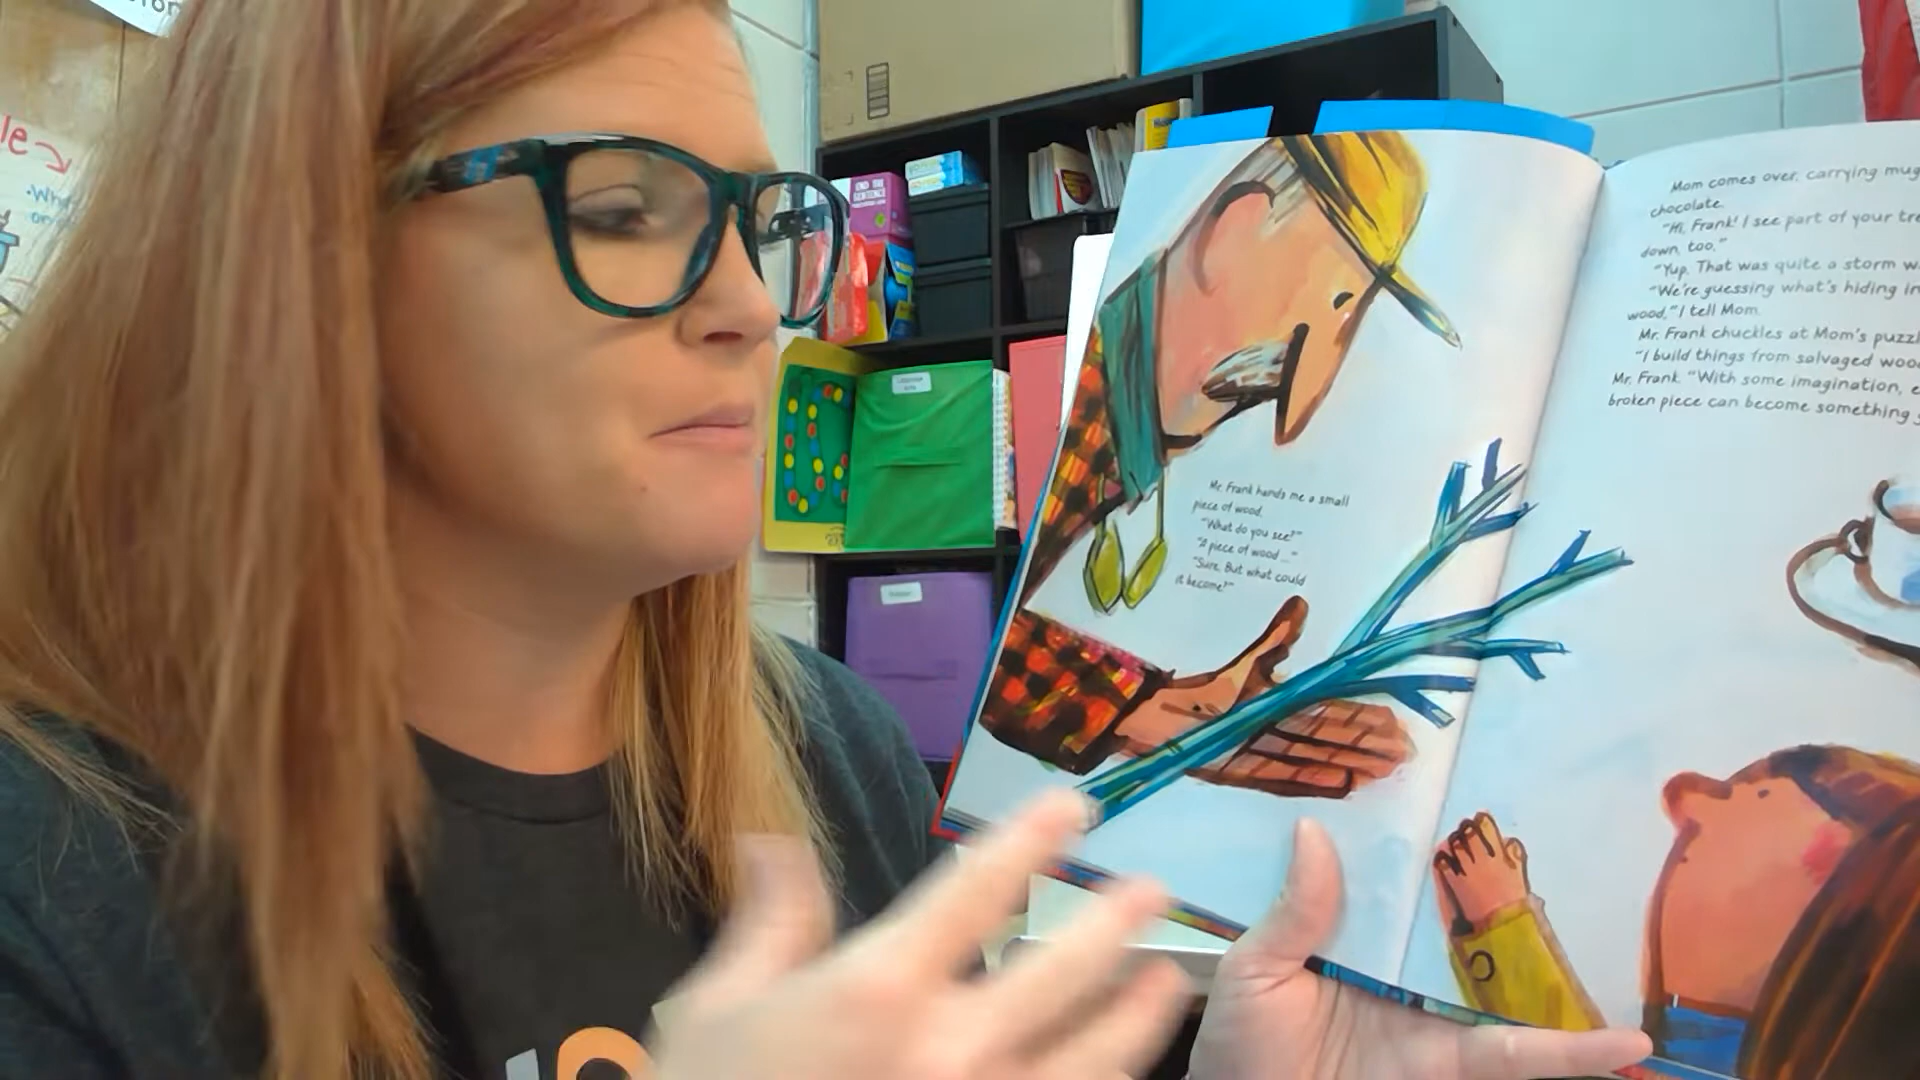 le
Mom comes over, carrying mug
chocolate.
"Hi, Frank! I see part of your tre
down, too."
"Yup. That was quite a storm w
"We're guessing what's hiding in
wood," I tell Mom.
Mr. Frank chuckles at Mom's puzzl
"I build things from salvaged woo
Mr. Frank. "With some imagination, e
broken piece can become something
Mr. Frank hands me a small
piece of wood.
"What do you see?"
"A piece of wood ..."
"Sure. But what could
it become?"